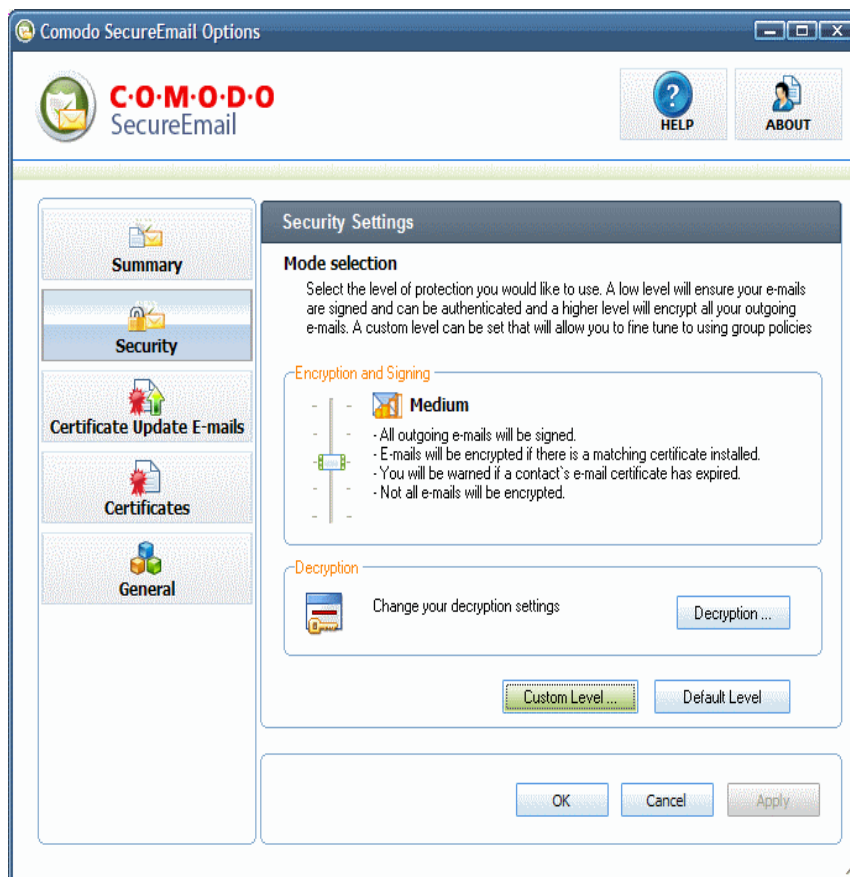 Comodo SecureEmail Options
C·O·M·O·D·O
SecureEmail
HELP
ABOUT
Summary
Security
Certificate Update E-mails
Certificates
General
Security Settings
Mode selection
Select the level of protection you would like to use. A low level will ensure your e-mails
are signed and can be authenticated and a higher level will encrypt all your outgoing
e-mails. A custom level can be set that will allow you to fine tune to using group policies
Encryption and Signing
Medium
- All outgoing e-mails will be signed.
- E-mails will be encrypted if there is a matching certificate installed.
- You will be warned if a contact`s e-mail certificate has expired.
- Not all e-mails will be encrypted.
Decryption
Change your decryption settings
Decryption ...
Custom Level ...
Default Level
OK
Cancel
Apply